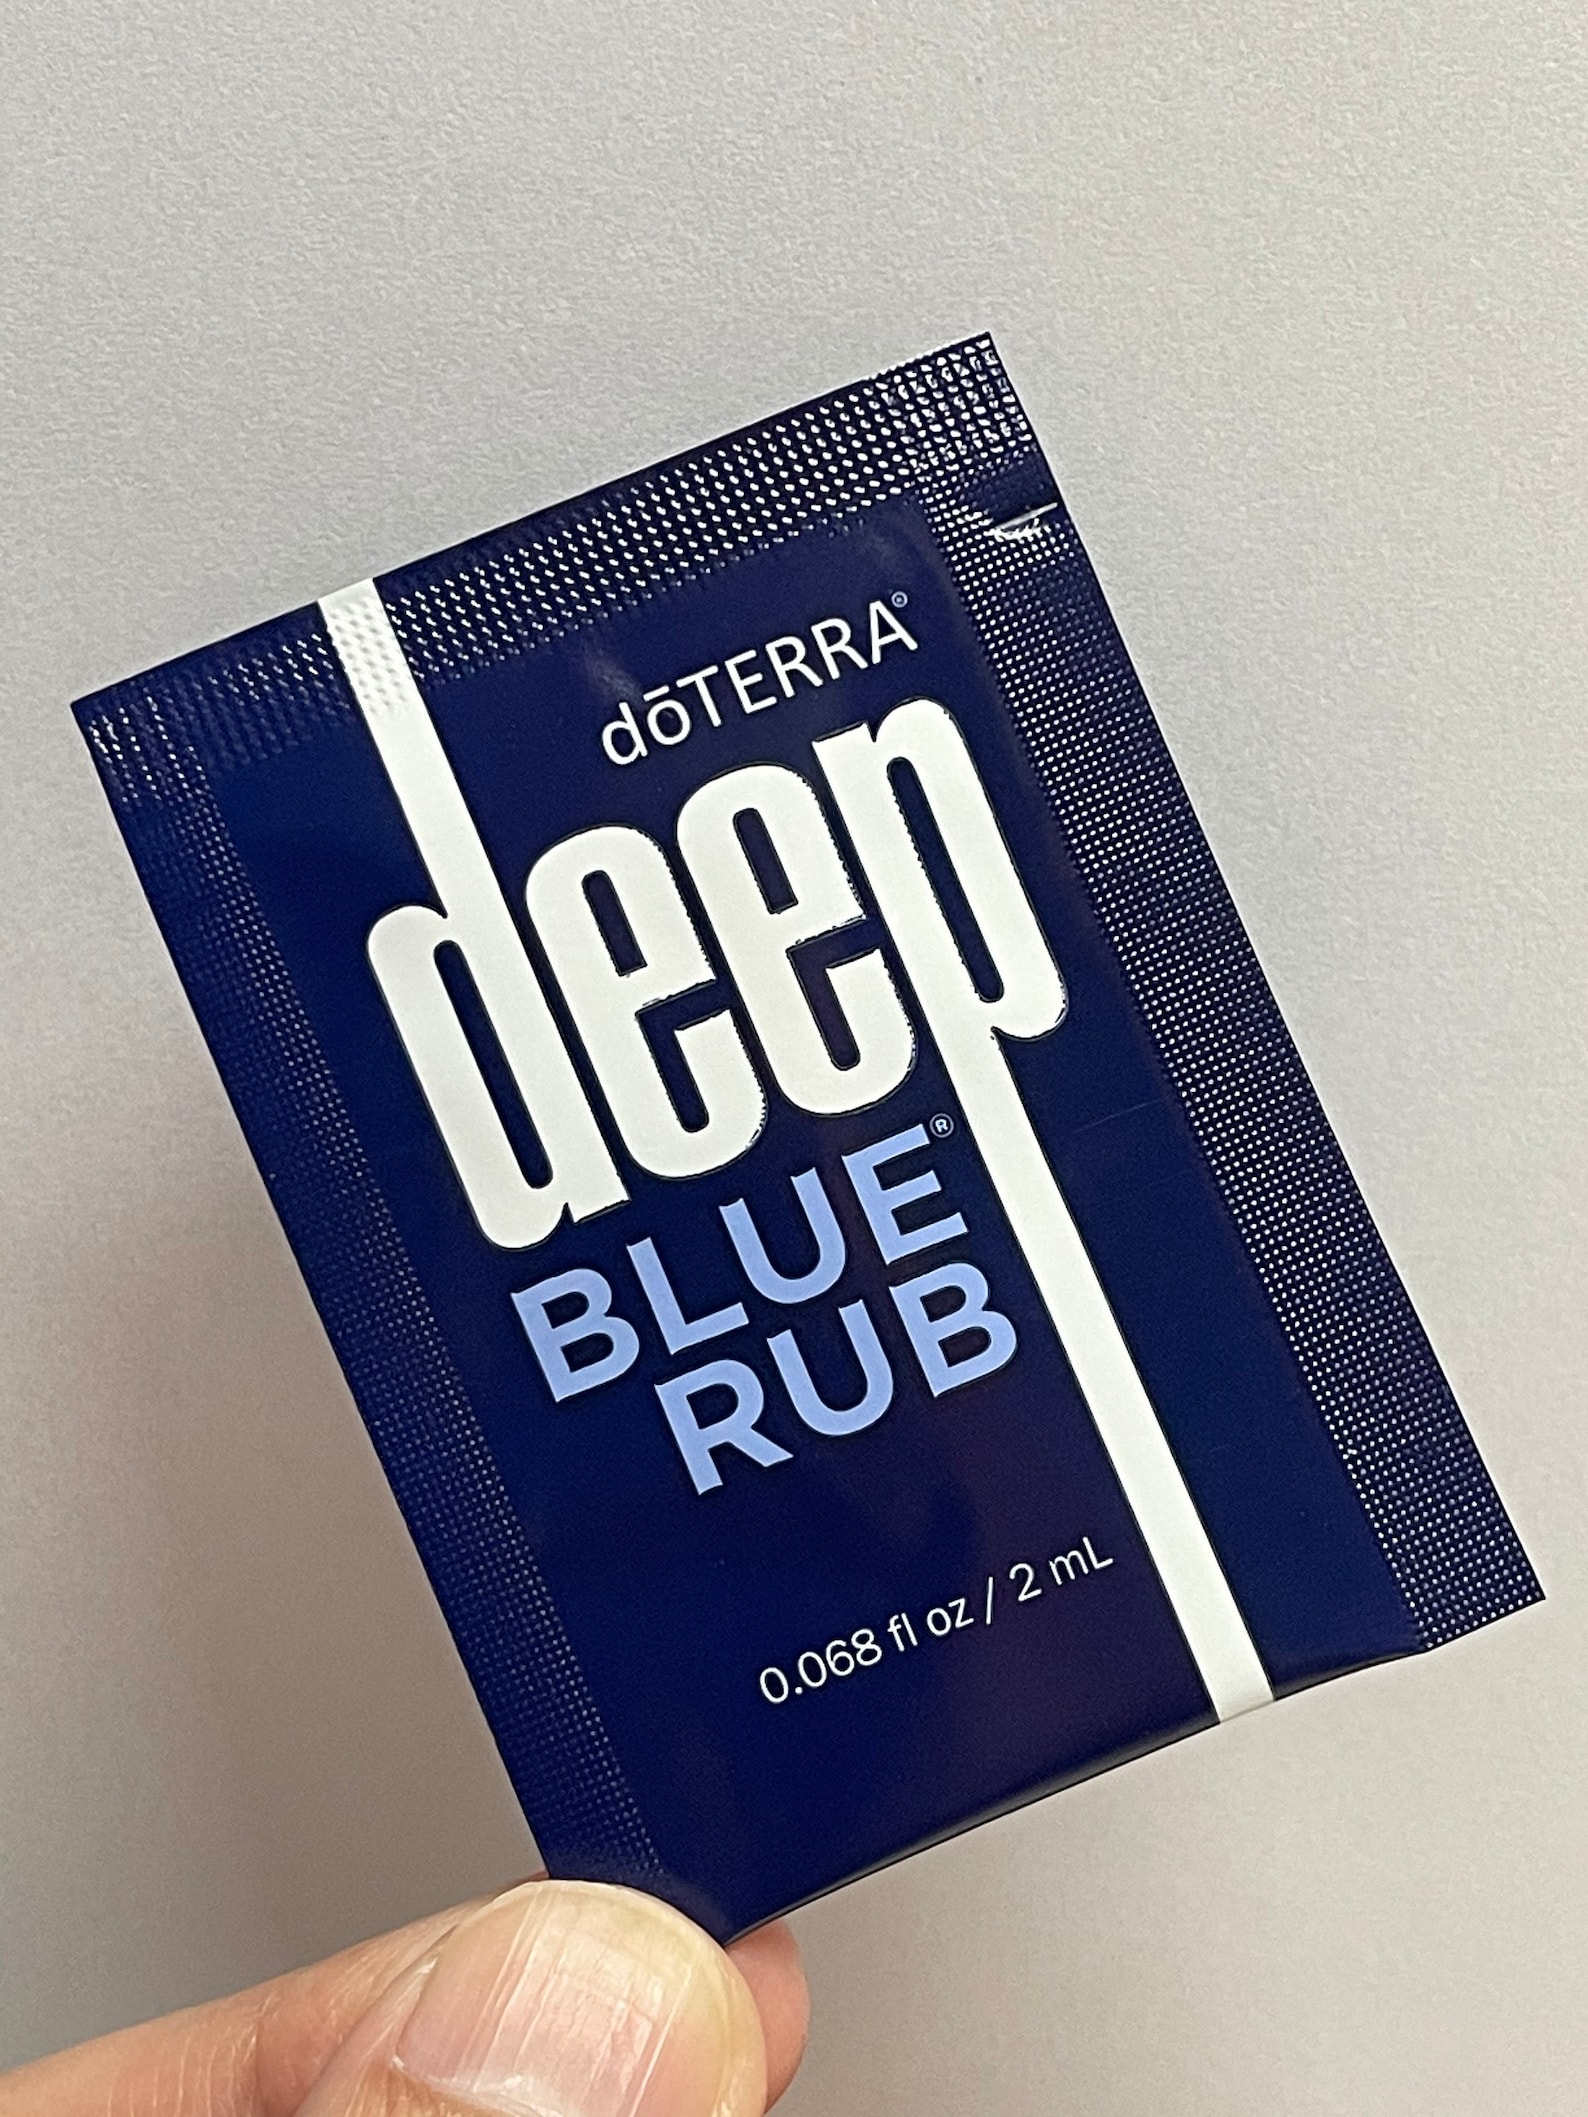 dōTERRA®
deep
BLUE®
RUB
0.068 fl oz / 2 mL